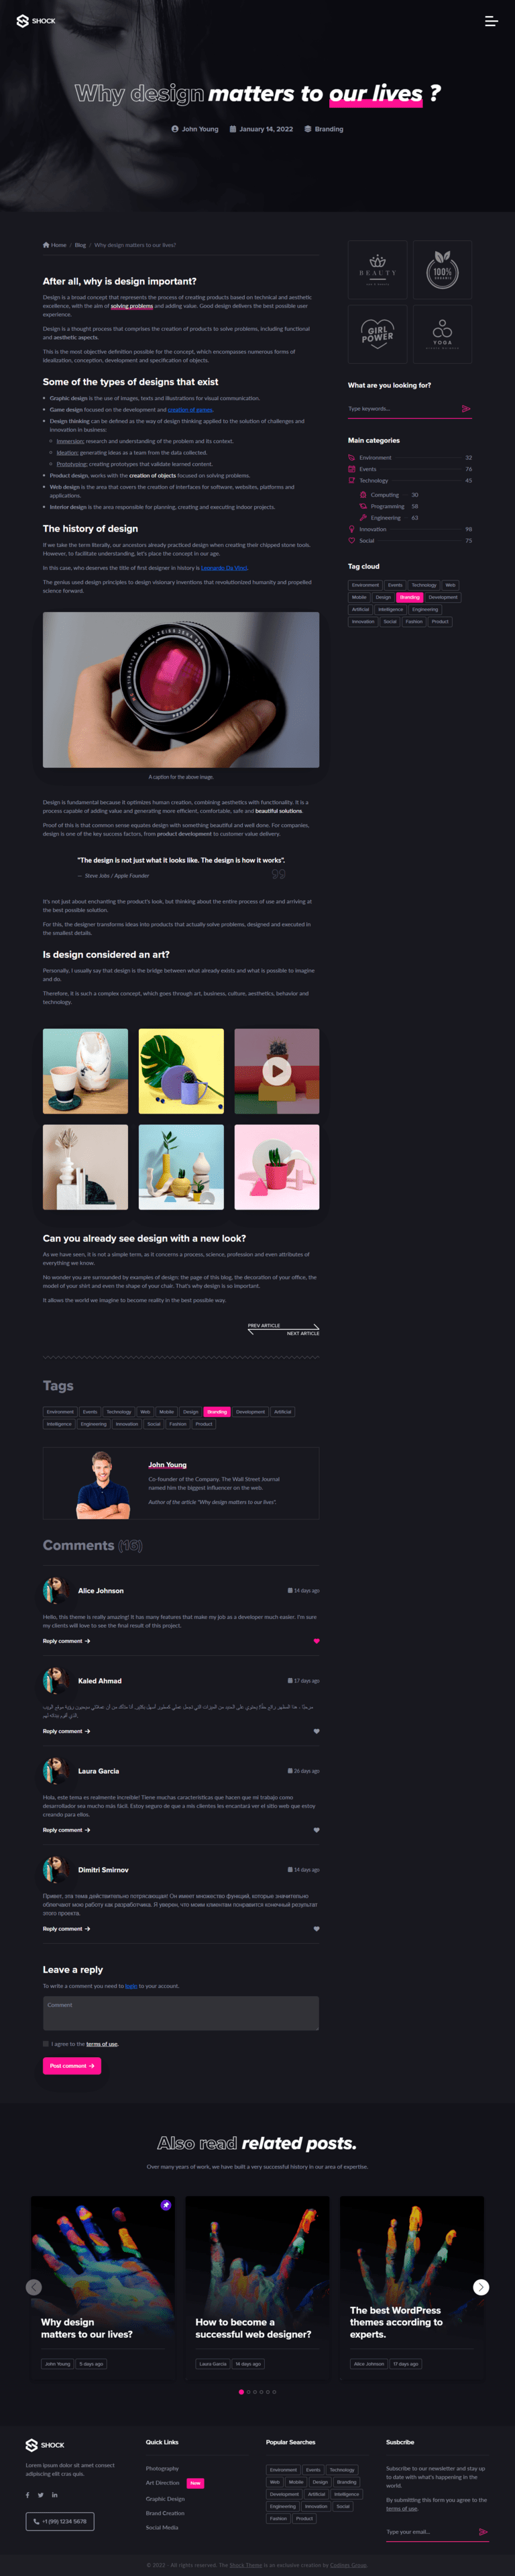 SHOCK
Why design matters to our lives ?
John Young January 14, 2022 Branding
Home / Blog / Why design matters to our lives?
After all, why is design important?
Design is a broad concept that represents the process of creating products based on technical and aesthetic
excellence, with the aim of solving problems and adding value. Good design delivers the best possible user
experience.
Design is a thought process that comprises the creation of products to solve problems, including functional
and aesthetic aspects.
This is the most objective definition possible for the concept, which encompasses numerous forms of
idealization, conception, development and specification of objects.
Some of the types of designs that exist
Graphic design is the use of images, texts and illustrations for visual communication.
Game design focused on the development and creation of games.
Design thinking can be defined as the way of design thinking applied to the solution of challenges and
innovation in business:
Immersion: research and understanding of the problem and its context.
Ideation: generating ideas as a team from the data collected.
Prototyping: creating prototypes that validate learned content.
Product design, works with the creation of objects focused on solving problems.
Web design is the area that covers the creation of interfaces for software, websites, platforms and
applications.
Interior design is the area responsible for planning, creating and executing indoor projects.
The history of design
If we take the term literally, our ancestors already practiced design when creating their chipped stone tools.
However, to facilitate understanding, let's place the concept in our age.
In this case, who deserves the title of first designer in history is Leonardo Da Vinci.
The genius used design principles to design visionary inventions that revolutionized humanity and propelled
science forward.
CARL ZEISS JENA DDR
A caption for the above image.
Design is fundamental because it optimizes human creation, combining aesthetics with functionality. It is a
process capable of adding value and generating more efficient, comfortable, safe and beautiful solutions.
Proof of this is that common sense equates design with something beautiful and well done. For companies,
design is one of the key success factors, from product development to customer value delivery.
"The design is not just what it looks like. The design is how it works".
— Steve Jobs / Apple Founder
It's not just about enchanting the product's look, but thinking about the entire process of use and arriving at
the best possible solution.
For this, the designer transforms ideas into products that actually solve problems, designed and executed in
the smallest details.
Is design considered an art?
Personally, I usually say that design is the bridge between what already exists and what is possible to imagine
and do.
Therefore, it is such a complex concept, which goes through art, business, culture, aesthetics, behavior and
technology.
Can you already see design with a new look?
As we have seen, it is not a simple term, as it concerns a process, science, profession and even attributes of
everything we know.
No wonder you are surrounded by examples of design: the page of this blog, the decoration of your office, the
model of your shirt and even the shape of your chair. That's why design is so important.
It allows the world we imagine to become reality in the best possible way.
PREV ARTICLE
NEXT ARTICLE
Tags
Environment Events Technology Web Mobile Design Branding Development Artificial
Intelligence Engineering Innovation Social Fashion Product
John Young
Co-founder of the Company. The Wall Street Journal
named him the biggest influencer on the web.
Author of the article "Why design matters to our lives".
Comments (16)
Alice Johnson 14 days ago
Hello, this theme is really amazing! It has many features that make my job as a developer much easier. I'm sure
my clients will love to see the final result of this project.
Reply comment
Kaled Ahmad 17 days ago
Reply comment
Laura Garcia 26 days ago
Hola, este tema es realmente increíble! Tiene muchas características que hacen que mi trabajo como
desarrollador sea mucho más fácil. Estoy seguro de que a mis clientes les encantará ver el sitio web que estoy
creando para ellos.
Reply comment
Dimitri Smirnov 14 days ago
Привет, эта тема действительно потрясающая! Он имеет множество функций, которые значительно
облегчают мою работу как разработчика. Я уверен, что моим клиентам понравится конечный результат
этого проекта.
Reply comment
Leave a reply
To write a comment you need to login to your account.
Comment
I agree to the terms of use.
Post comment
BEAUTY
100%
ORGANIC
GIRL
POWER
YOGA
What are you looking for?
Type keywords...
Main categories
Environment 32
Events 76
Technology 45
Computing 30
Programming 58
Engineering 63
Innovation 98
Social 75
Tag cloud
Environment Events Technology Web
Mobile Design Branding Development
Artificial Intelligence Engineering
Innovation Social Fashion Product
Also read related posts.
Over many years of work, we have built a very successful history in our area of expertise.
Why design
matters to our lives?
John Young 5 days ago
How to become a
successful web designer?
Laura Garcia 14 days ago
The best WordPress
themes according to
experts.
Alice Johnson 17 days ago
SHOCK
Lorem ipsum dolor sit amet consect
adipiscing elit cras quis.
+1 (99) 1234 5678
Quick Links
Photography
Art Direction New
Graphic Design
Brand Creation
Social Media
Popular Searches
Environment Events Technology
Web Mobile Design Branding
Development Artificial Intelligence
Engineering Innovation Social
Fashion Product
Susbcribe
Subscribe to our newsletter and stay up
to date with what's happening in the
world.
By submitting this form you agree to the
terms of use.
Type your email...
© 2022 - All rights reserved. The Shock Theme is an exclusive creation by Codings Group.